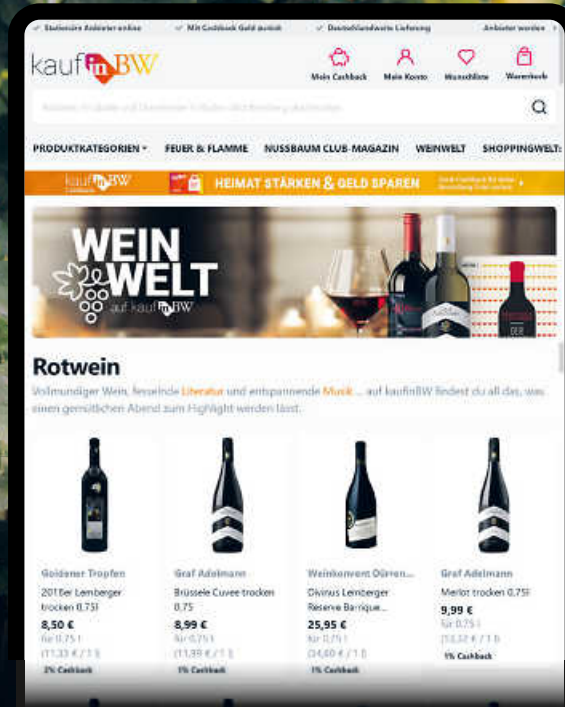 Stationäre Anbieter online
Mit Cashback Geld zurück
Deutschlandweite Lieferung
Anbieter werden
kaufinBW
Mein Cashback
Mein Konto
Wunschliste
Warenkorb
PRODUKTKATEGORIEN
FEUER & FLAMME
NUSSBAUM CLUB-MAGAZIN
WEINWELT
SHOPPINGWELT:
kaufinBW
HEIMAT STÄRKEN & GELD SPAREN
WEIN
WELT
auf kaufinBW
DER
Rotwein
Vollmundiger Wein, fesselnde Literatur und entspannende Musik ... auf kaufinBW findest du all das, was
einen gemütlichen Abend zum Highlight werden lässt.
Goldener Tropfen
2018er Lemberger
trocken 0,75l
8,50 €
für 0,75 l
(11,33 € / 1 l)
2% Cashback
Graf Adelmann
Brüssele Cuvee trocken
0,75
8,99 €
für 0,75 l
(11,99 € / 1 l)
1% Cashback
Weinkonvent Dürren...
Divinus Lemberger
Reserve Barrique...
25,95 €
für 0,75 l
(34,60 € / 1 l)
1% Cashback
Graf Adelmann
Merlot trocken 0,75l
9,99 €
für 0,75 l
(13,32 € / 1 l)
1% Cashback